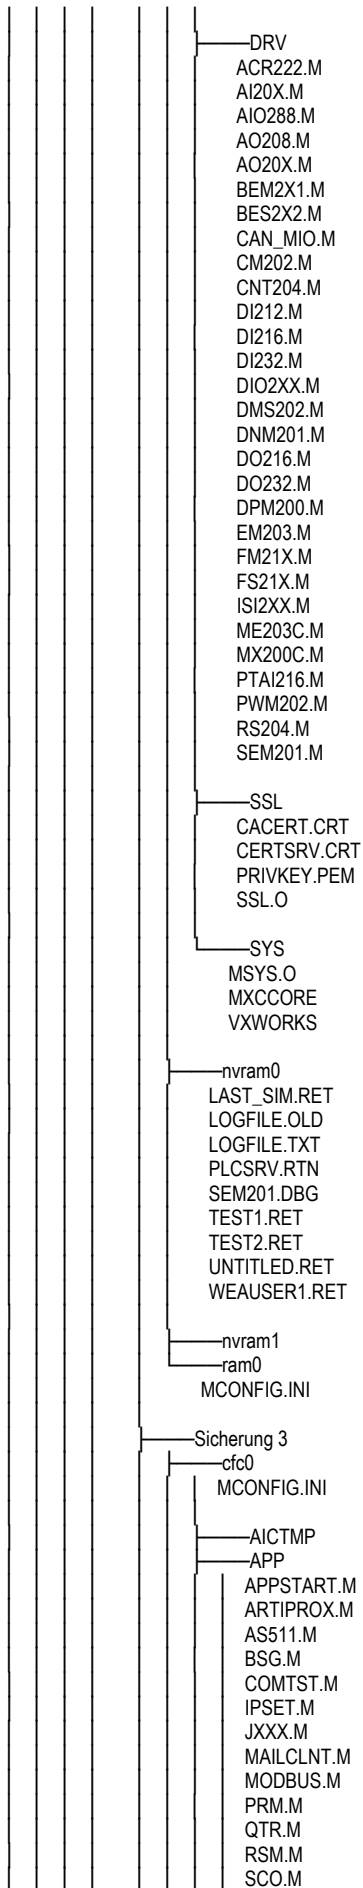 DRV
ACR222.M
AI20X.M
AIO288.M
AO208.M
AO20X.M
BEM2X1.M
BES2X2.M
CAN_MIO.M
CM202.M
CNT204.M
DI212.M
DI216.M
DI232.M
DIO2XX.M
DMS202.M
DNM201.M
DO216.M
DO232.M
DPM200.M
EM203.M
FM21X.M
FS21X.M
ISI2XX.M
ME203C.M
MX200C.M
PTAI216.M
PWM202.M
RS204.M
SEM201.M
SSL
CACERT.CRT
CERTSRV.CRT
PRIVKEY.PEM
SSL.O
SYS
MSYS.O
MXCCORE
VXWORKS
nvram0
LAST_SIM.RET
LOGFILE.OLD
LOGFILE.TXT
PLCSRV.RTN
SEM201.DBG
TEST1.RET
TEST2.RET
UNTITLED.RET
WEAUSER1.RET
nvram1
ram0
MCONFIG.INI
Sicherung 3
cfc0
MCONFIG.INI
AICTMP
APP
APPSTART.M
ARTIPROX.M
AS511.M
BSG.M
COMTST.M
IPSET.M
JXXX.M
MAILCLNT.M
MODBUS.M
PRM.M
QTR.M
RSM.M
SCO.M